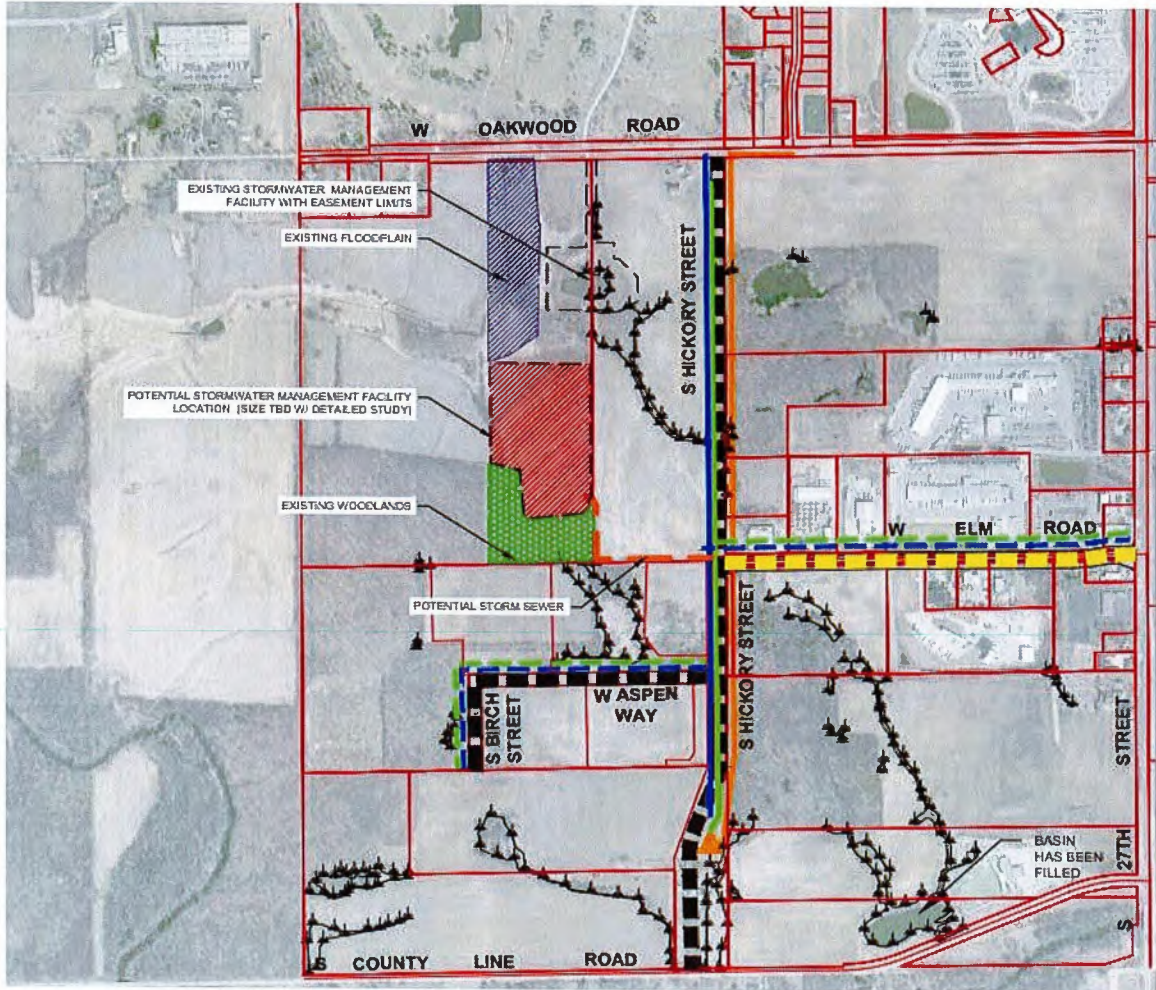 W OAKWOOD ROAD
EXISTING STORMWATER MANAGEMENT
FACILITY WITH EASEMENT LIMITS
EXISTING FLOODPLAIN
S HICKORY STREET
POTENTIAL STORMWATER MANAGEMENT FACILITY
LOCATION (SIZE TBD W/ DETAILED STUDY)
EXISTING WOODLANDS
W ELM ROAD
POTENTIAL STORM SEWER
S HICKORY STREET
W ASPEN
WAY
S BIRCH
STREET
S 27TH STREET
BASIN
HAS BEEN
FILLED
S COUNTY LINE ROAD